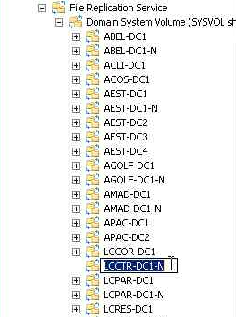 File Replication Service
Domain System Volume (SYSVOL sh
ABEL-DC1
ABEL-DC1-N
ACLI-DC1
ACOS-DC1
AEST-DC1
AEST-DC1-N
AEST-DC2
AEST-DC3
AEST-DC4
AGOLF-DC1
AGOLF-DC1-N
AMAD-DC1
AMAD-DC1-N
APAC-DC1
APAC-DC2
LCCOR-DC1
LCCTR-DC1-N
LCPAR-DC1
LCPAR-DC1-N
LCRES-DC1